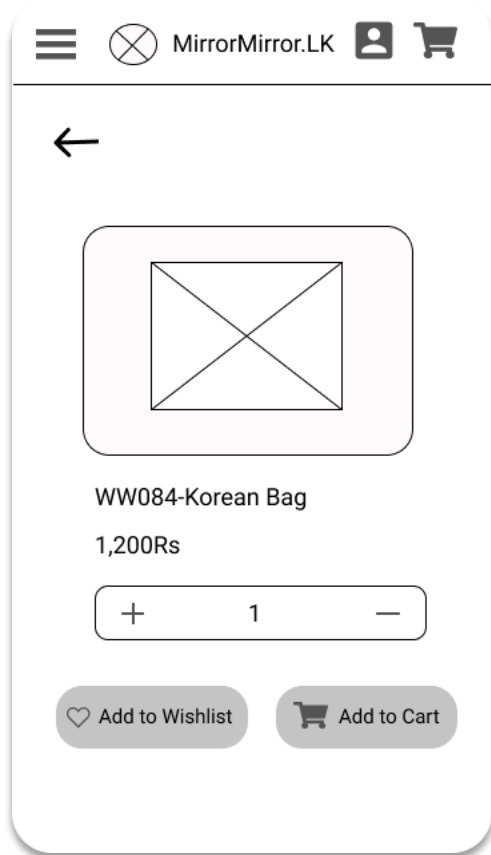 MirrorMirror.LK
WW084-Korean Bag
1,200Rs
+ 1 —
Add to Wishlist
Add to Cart